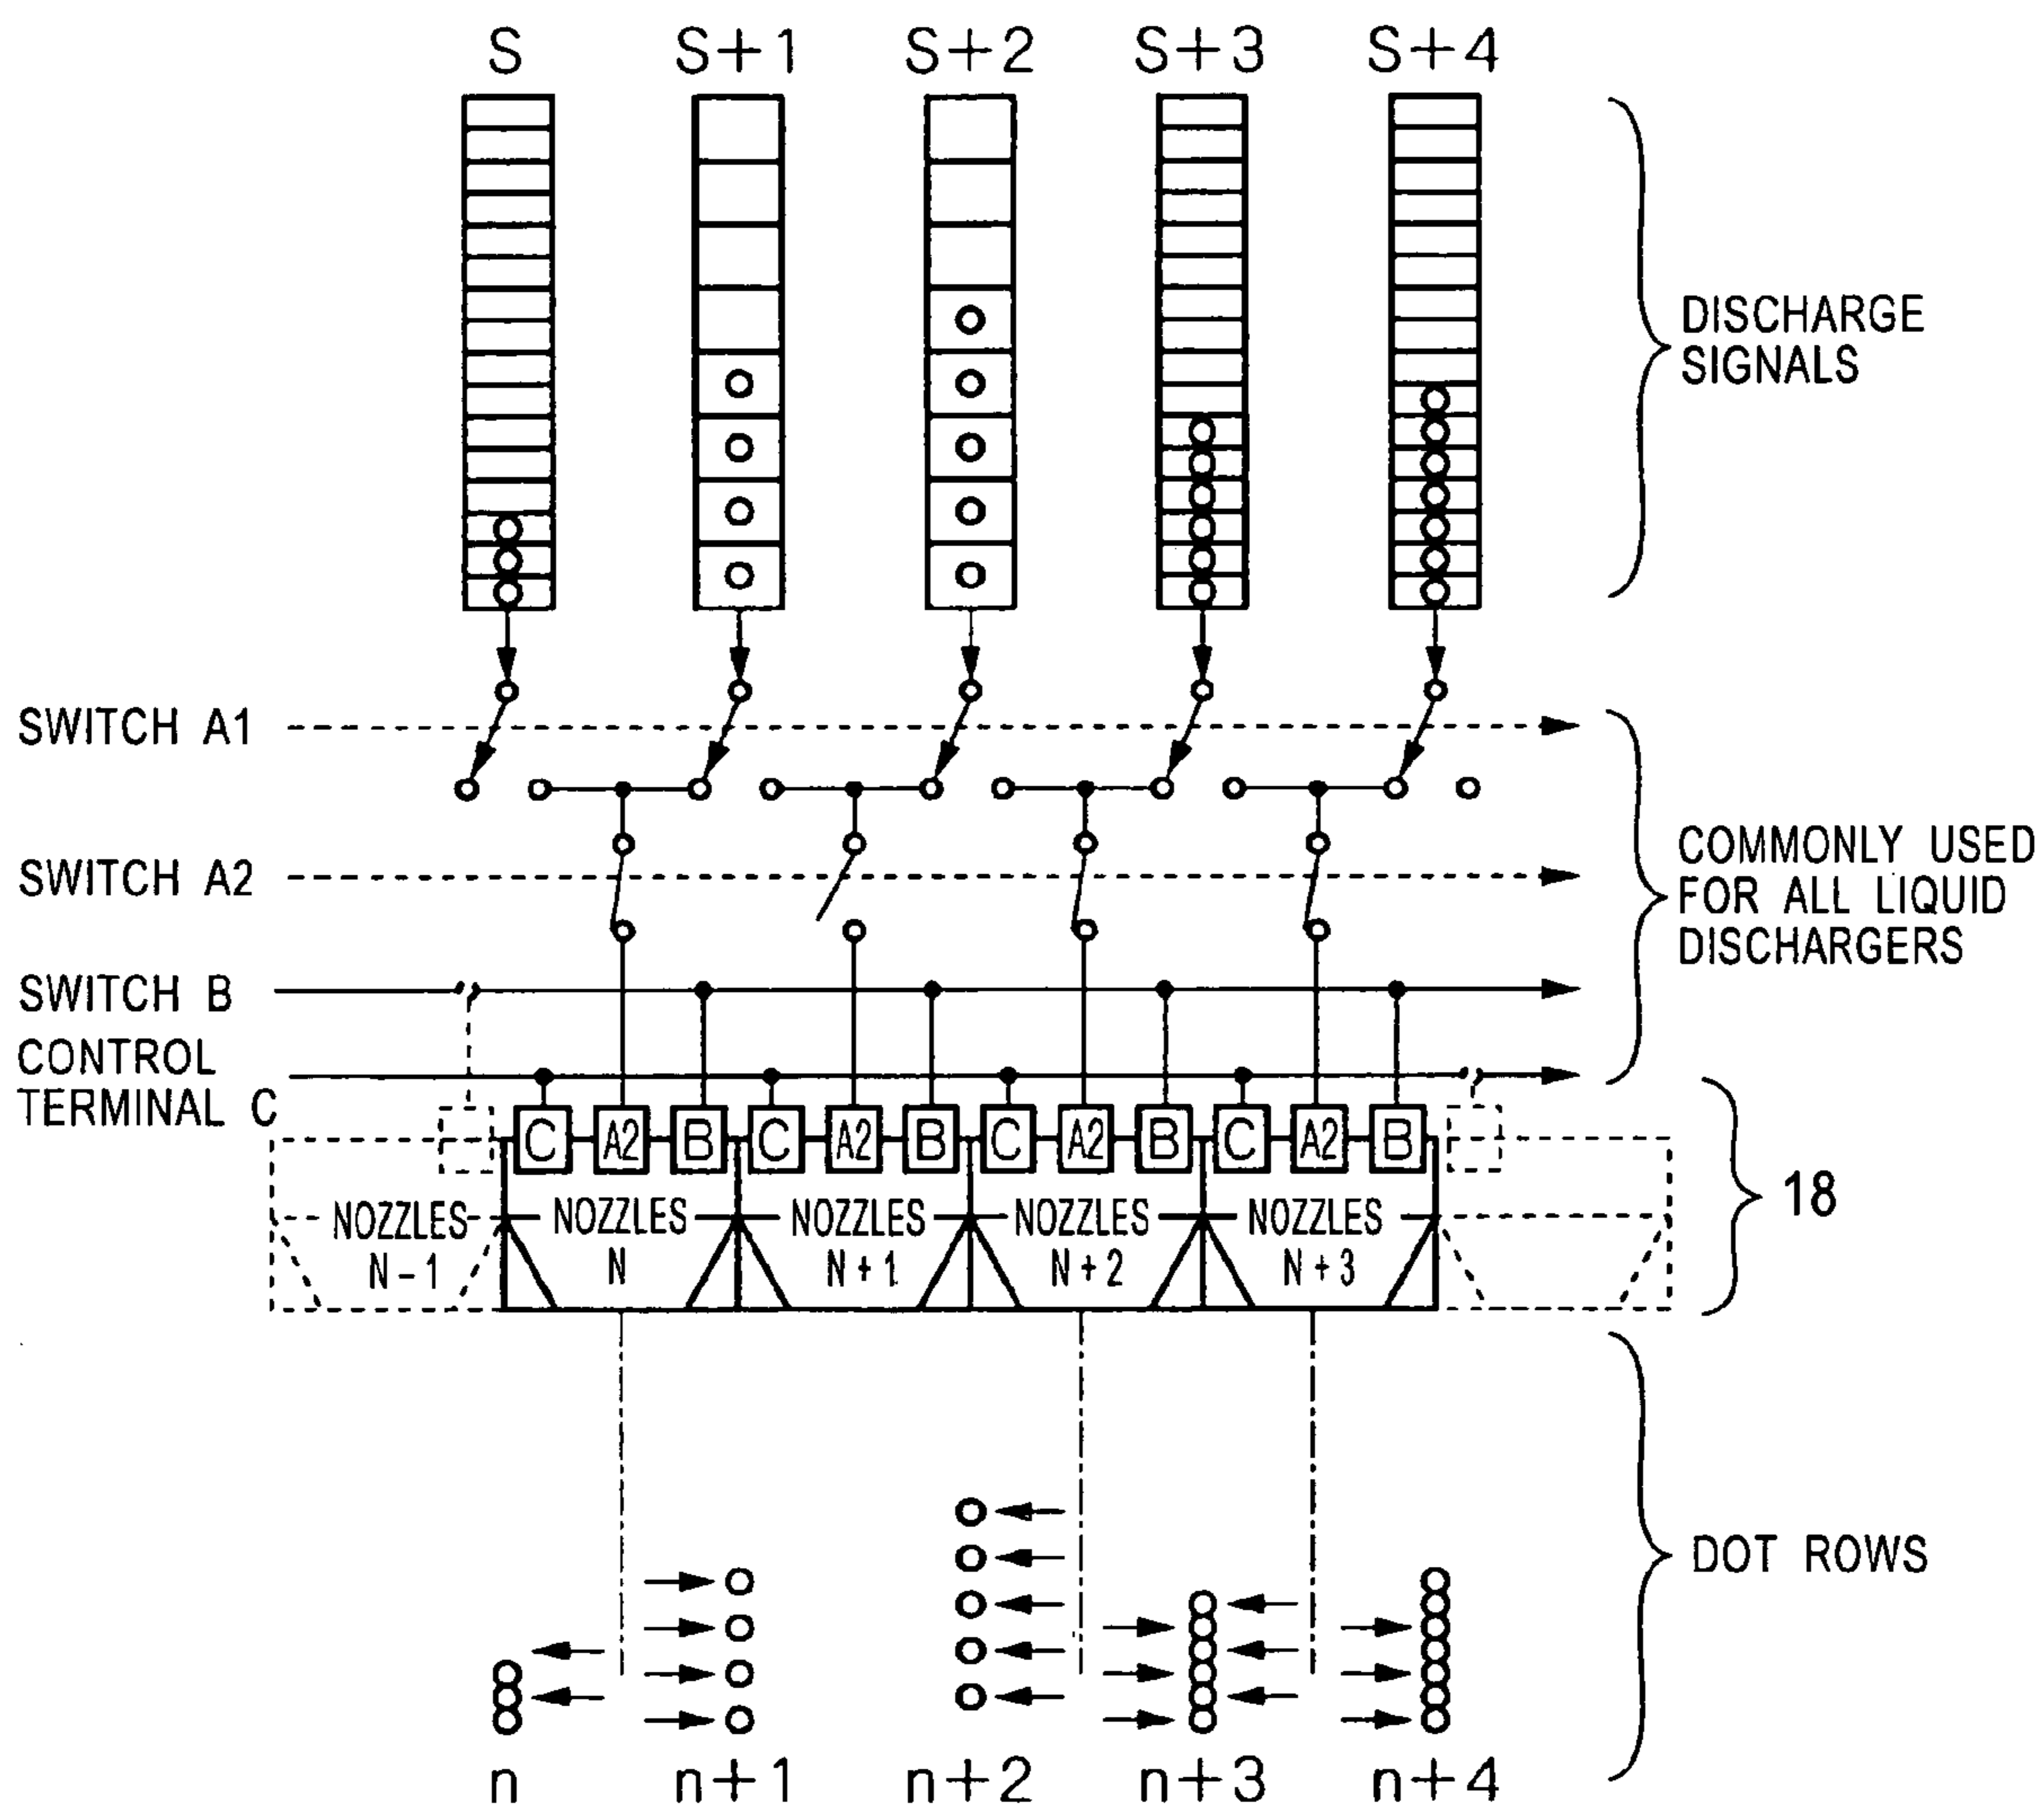 S S+1 S+2 S+3 S+4
DISCHARGE
SIGNALS
SWITCH A1
SWITCH A2
COMMONLY USED
FOR ALL LIQUID
DISCHARGERS
SWITCH B
CONTROL
TERMINAL C
C A2 B C A2 B C A2 B C A2 B
NOZZLES
N-1
NOZZLES
N
NOZZLES
N+1
NOZZLES
N+2
NOZZLES
N+3
18
DOT ROWS
n n+1 n+2 n+3 n+4